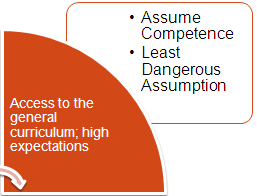 • Assume
Competence
• Least
Dangerous
Assumption
Access to the
general
curriculum; high
expectations